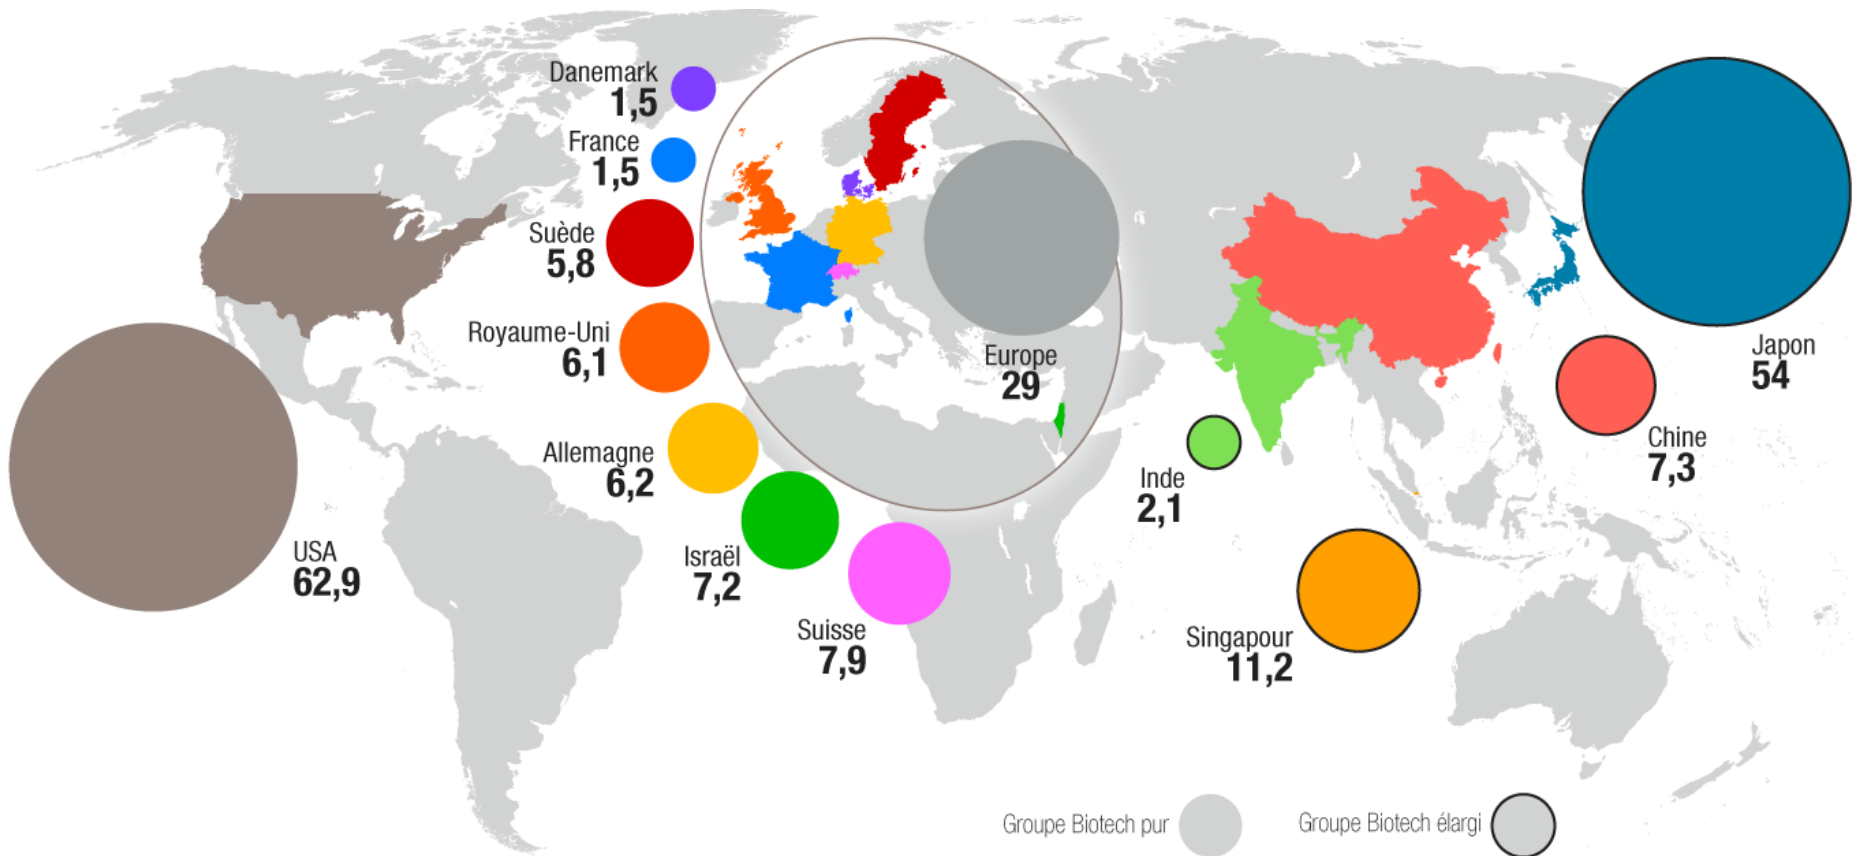 Danemark
1,5
France
1,5
Suède
5,8
Royaume-Uni
6,1
Allemagne
6,2
Israël
7,2
Suisse
7,9
Europe
29
USA
62,9
Inde
2,1
Singapour
11,2
Chine
7,3
Japon
54
Groupe Biotech pur
Groupe Biotech élargi